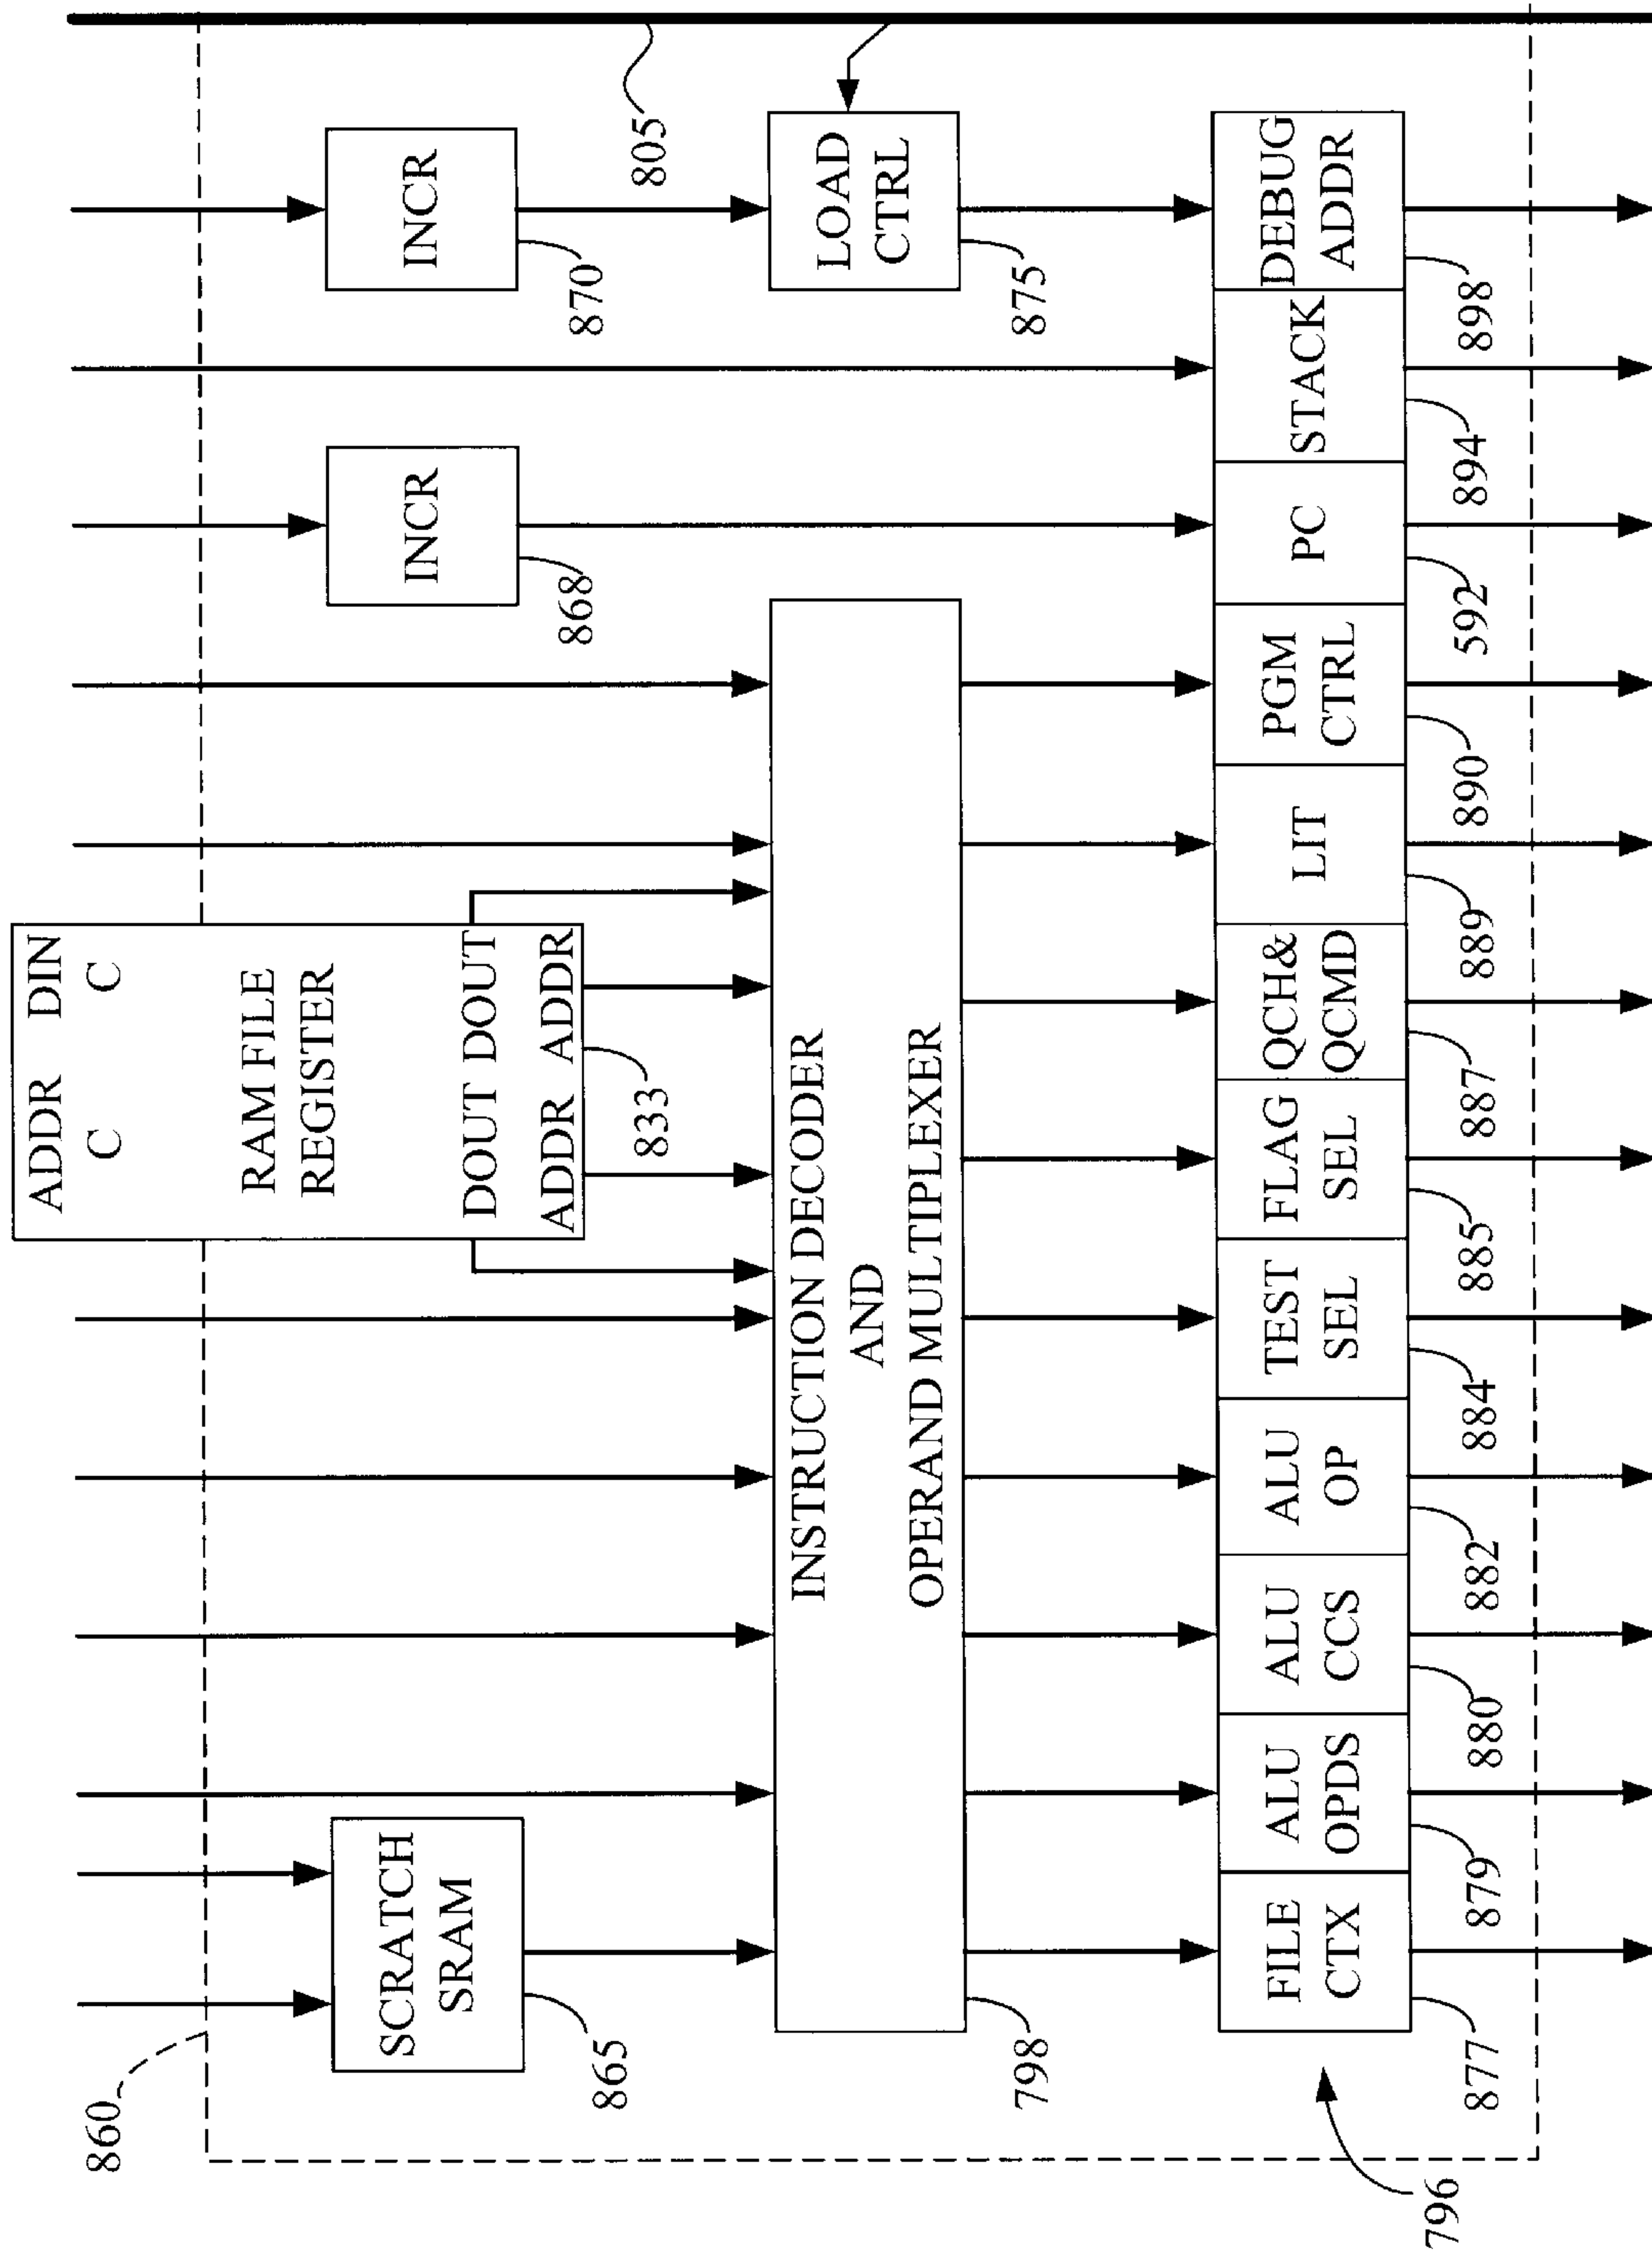 860
ADDR DIN
C C
RAM FILE
REGISTER
DOUT DOUT
ADDR ADDR
833
SCRATCH
SRAM
865
INCR
868
INCR
870
805
INSTRUCTION DECODER
AND
OPERAND MULTIPLEXER
798
LOAD
CTRL
875
796
FILE
CTX
877
ALU
OPDS
879
ALU
CCS
880
ALU
OP
882
TEST
SEL
884
FLAG
SEL
885
QCH&
QCMD
887
LIT
889
PGM
CTRL
890
PC
592
STACK
894
DEBUG
ADDR
898